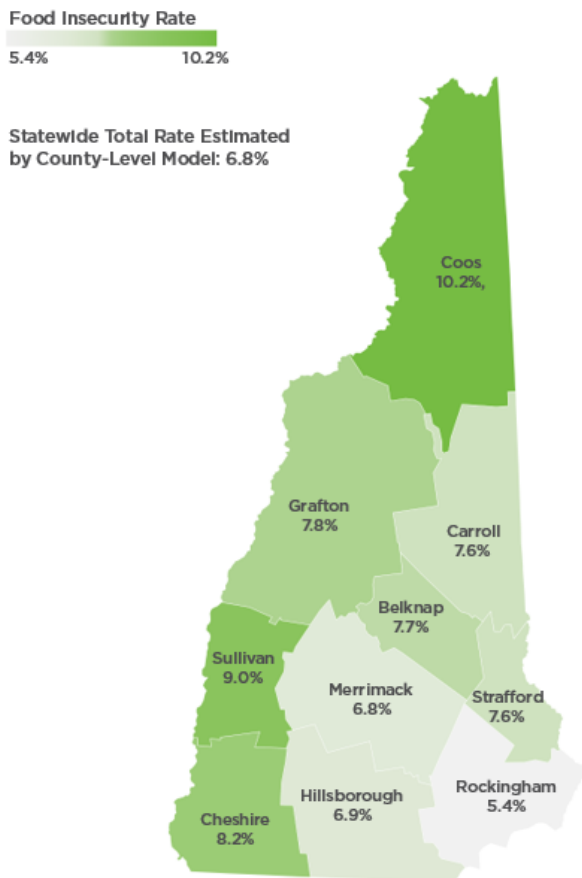 Food Insecurity Rate
5.4% 10.2%
Statewide Total Rate Estimated
by County-Level Model: 6.8%
Coos
10.2%,
Grafton
7.8%
Carroll
7.6%
Belknap
7.7%
Sullivan
9.0%
Merrimack
6.8%
Strafford
7.6%
Rockingham
5.4%
Hillsborough
6.9%
Cheshire
8.2%